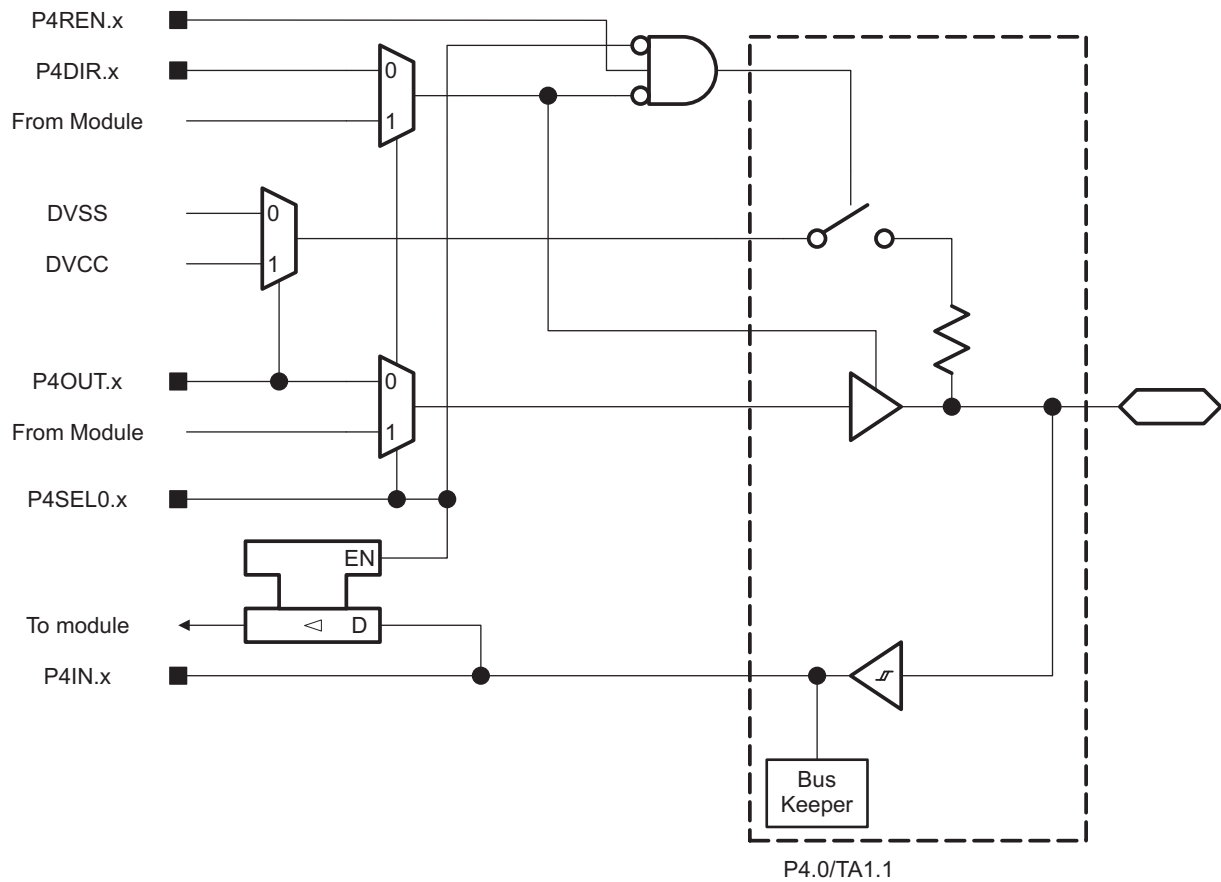 P4REN.x
P4DIR.x
0
From Module
1
DVSS
0
DVCC
1
P4OUT.x
0
From Module
1
P4SEL0.x
EN
To module
D
P4IN.x
Bus
Keeper
P4.0/TA1.1